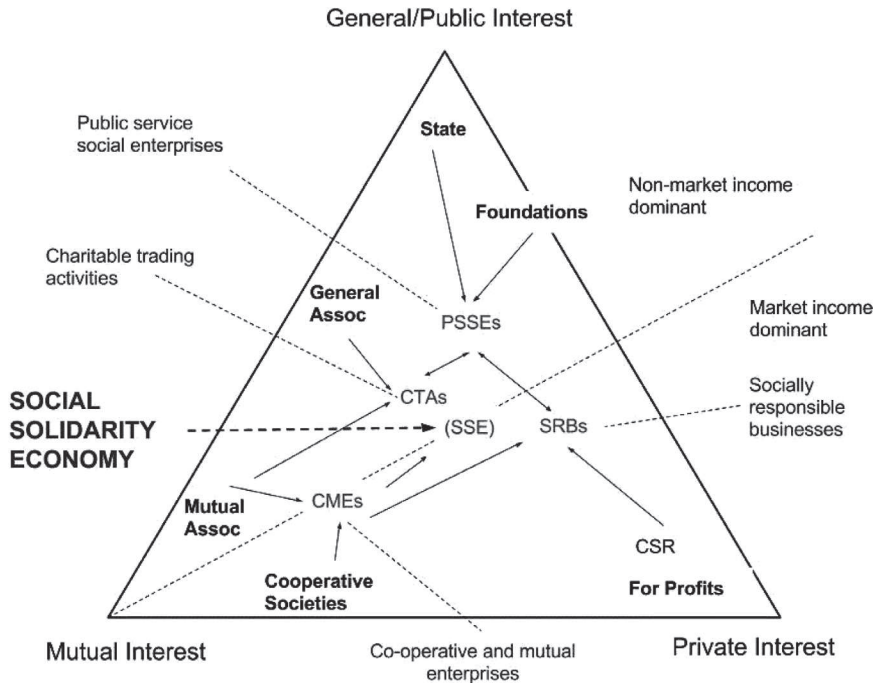 General/Public Interest
Public service
social enterprises
State
Non-market income
dominant
Foundations
Charitable trading
activities
General
Assoc
PSSEs
Market income
dominant
CTAs
SOCIAL
SOLIDARITY
ECONOMY
(SSE)
SRBs
Socially
responsible
businesses
Mutual
Assoc
CMEs
CSR
Cooperative
Societies
For Profits
Mutual Interest
Co-operative and mutual
enterprises
Private Interest